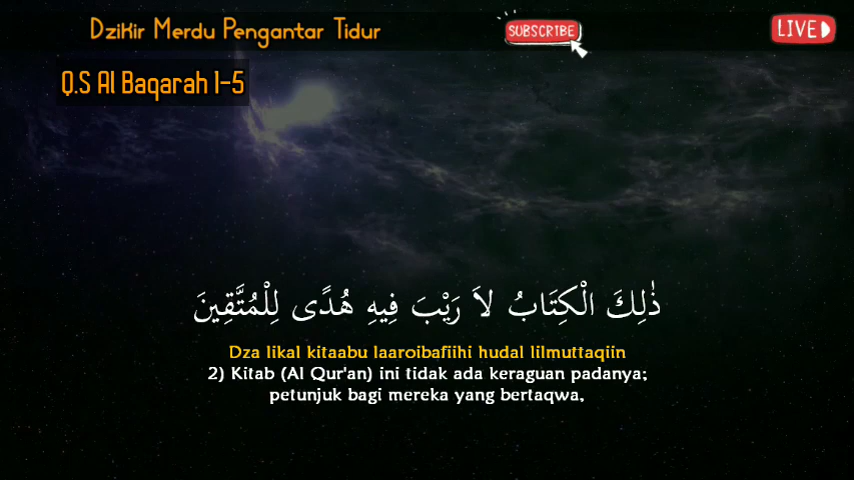 Dzikir Merdu Pengantar Tidur
SUBSCRIBE
LIVE
Q.S Al Baqarah 1-5
ذٰلِكَ الْكِتَابُ لاَ رَيْبَ فِيهِ هُدًى لِلْمُتَّقِينَ
Dza likal kitaabu laaroibafiihi hudal lilmuttaqiin
2) Kitab (Al Qur'an) ini tidak ada keraguan padanya;
petunjuk bagi mereka yang bertaqwa,